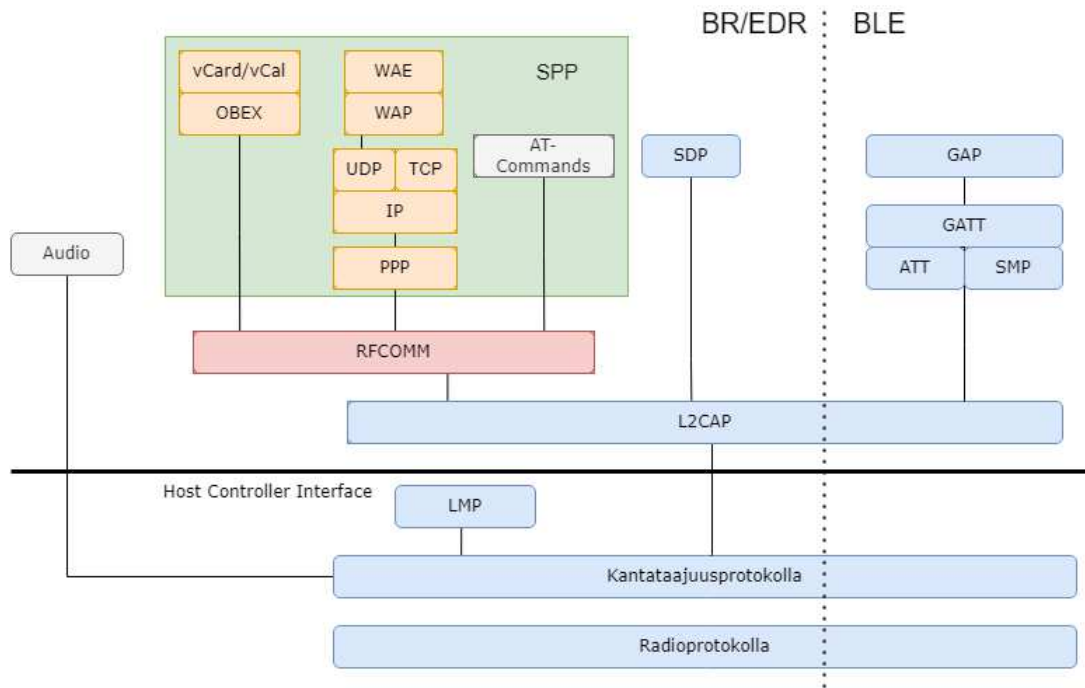 BR/EDR
BLE
vCard/vCal
WAE
SPP
OBEX
WAP
AT-
Commands
SDP
GAP
UDP
TCP
IP
GATT
Audio
PPP
ATT
SMP
RFCOMM
L2CAP
Host Controller Interface
LMP
Kantataajuusprotokolla
Radioprotokolla